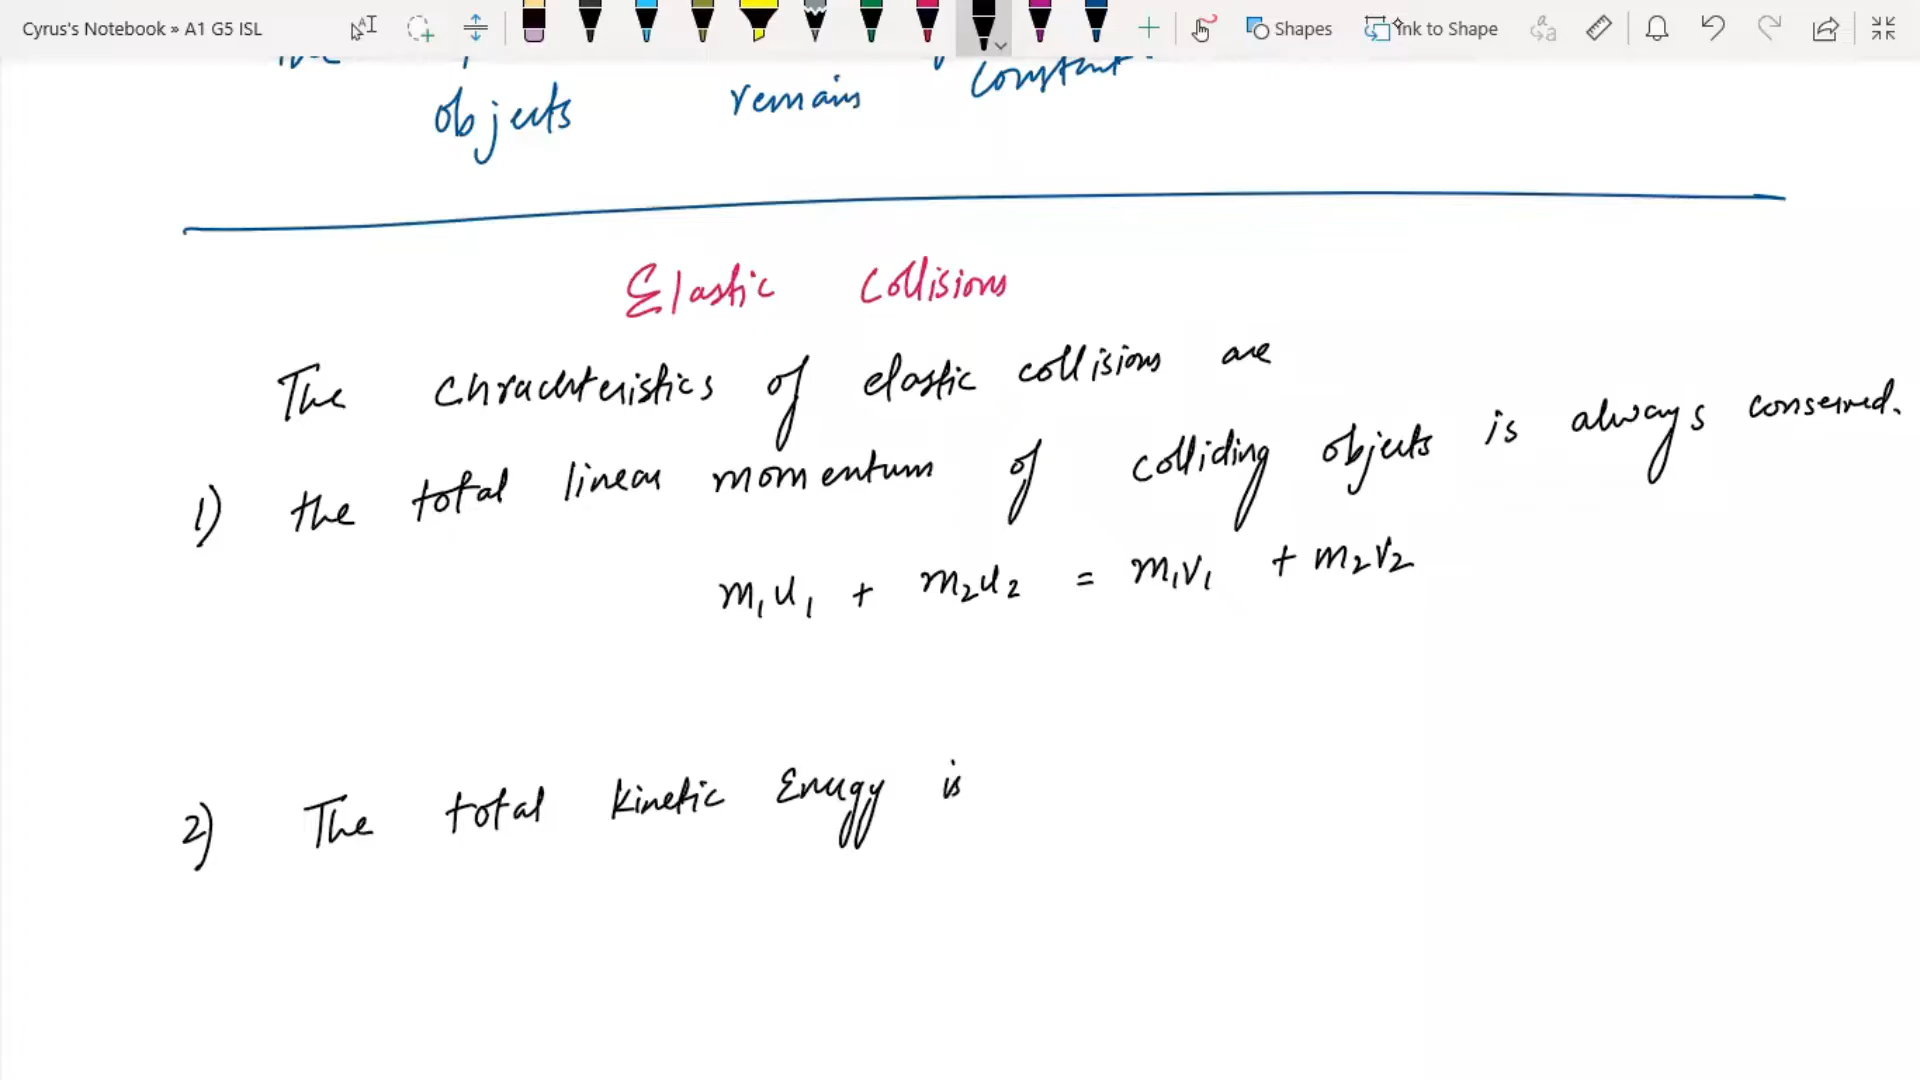 Cyrus's Notebook » A1 G5 ISL Shapes Ink to Shape
constant.
objects remain
Elastic Collisions
The chrachteristics of elastic collisions are
1) the total linear momentum of colliding objects is always conserved.
m₁u₁ + m₂u₂ = m₁v₁ + m₂v₂
2) The total kinetic Energy is